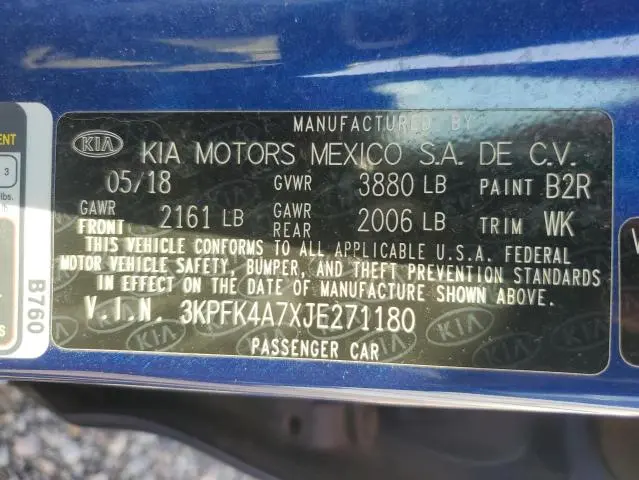 MANUFACTURED BY
KIA KIA MOTORS MEXICO S.A. DE C.V.
05/18 GVWR 3880 LB PAINT B2R
GAWR FRONT 2161 LB GAWR REAR 2006 LB TRIM WK
THIS VEHICLE CONFORMS TO ALL APPLICABLE U.S.A. FEDERAL
MOTOR VEHICLE SAFETY, BUMPER, AND THEFT PREVENTION STANDARDS
IN EFFECT ON THE DATE OF MANUFACTURE SHOWN ABOVE.
V.I.N. 3KPFK4A7XJE271180
PASSENGER CAR
B760
3